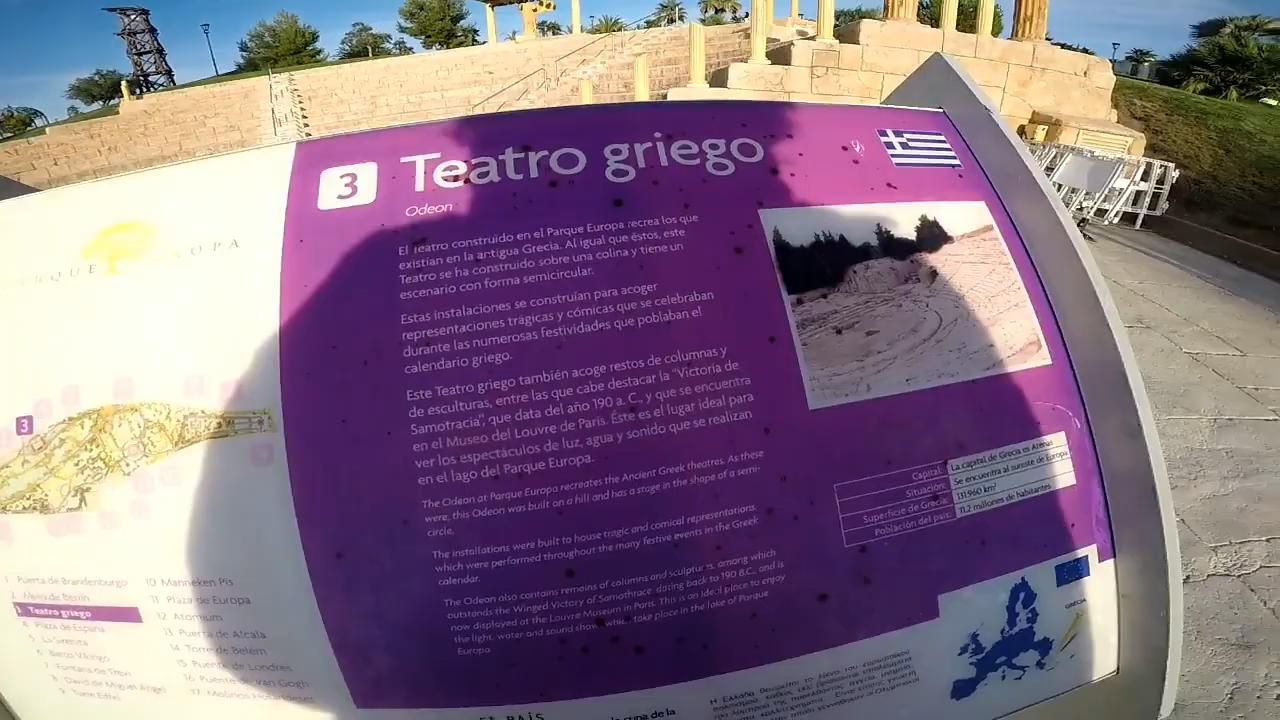 3
Teatro griego
Odeon
El Teatro construido en el Parque Europa recrea los que
existían en la antigua Grecia. Al igual que éstos, este
Teatro se ha construido sobre una colina y tiene un
escenario con forma semicircular.
Estas instalaciones se construían para acoger
representaciones trágicas y cómicas que se celebraban
durante las numerosas festividades que poblaban el
calendario griego.
Este Teatro griego también acoge restos de columnas y
de esculturas, entre las que cabe destacar la "Victoria de
Samotracia", que data del año 190 a. C., y que se encuentra
en el Museo del Louvre de París. Éste es el lugar ideal para
ver los espectáculos de luz, agua y sonido que se realizan
en el lago del Parque Europa.
The Odeon at Parque Europa recreates the Ancient Greek theatres. As these
were, this Odeon was built on a hill and has a stage in the shape of a semi-
circle.
The installations were built to house tragic and comical representations,
which were performed throughout the many festive events in the Greek
calendar.
The Odeon also contains remains of columns and sculptures, among which
outstands the Winged Victory of Samothrace, dating back to 190 B.C., and is
now displayed at the Louvre Museum in Paris. This is an ideal place to enjoy
the light, water and sound show, which take place in the lake of Parque
Europa.
Capital: La capital de Grecia es Atenas
Situación: Se encuentra al sureste de Europa
Superficie de Grecia: 131.960 km²
Población del país: 11.2 millones de habitantes
GRECIA
3
1 Puerta de Brandenburgo
2 Muro de Berlín
3 Teatro griego
4 Plaza de España
5 La Sirenita
6 Barco Vikingo
7 Fontana de Trevi
8 David de Miguel Ángel
9 Torre Eiffel
10 Manneken Pis
11 Plaza de Europa
12 Atomium
13 Puerta de Alcalá
14 Torre de Belém
15 Puente de Londres
16 Puente de Van Gogh
17 Molinos
EL PAÍS